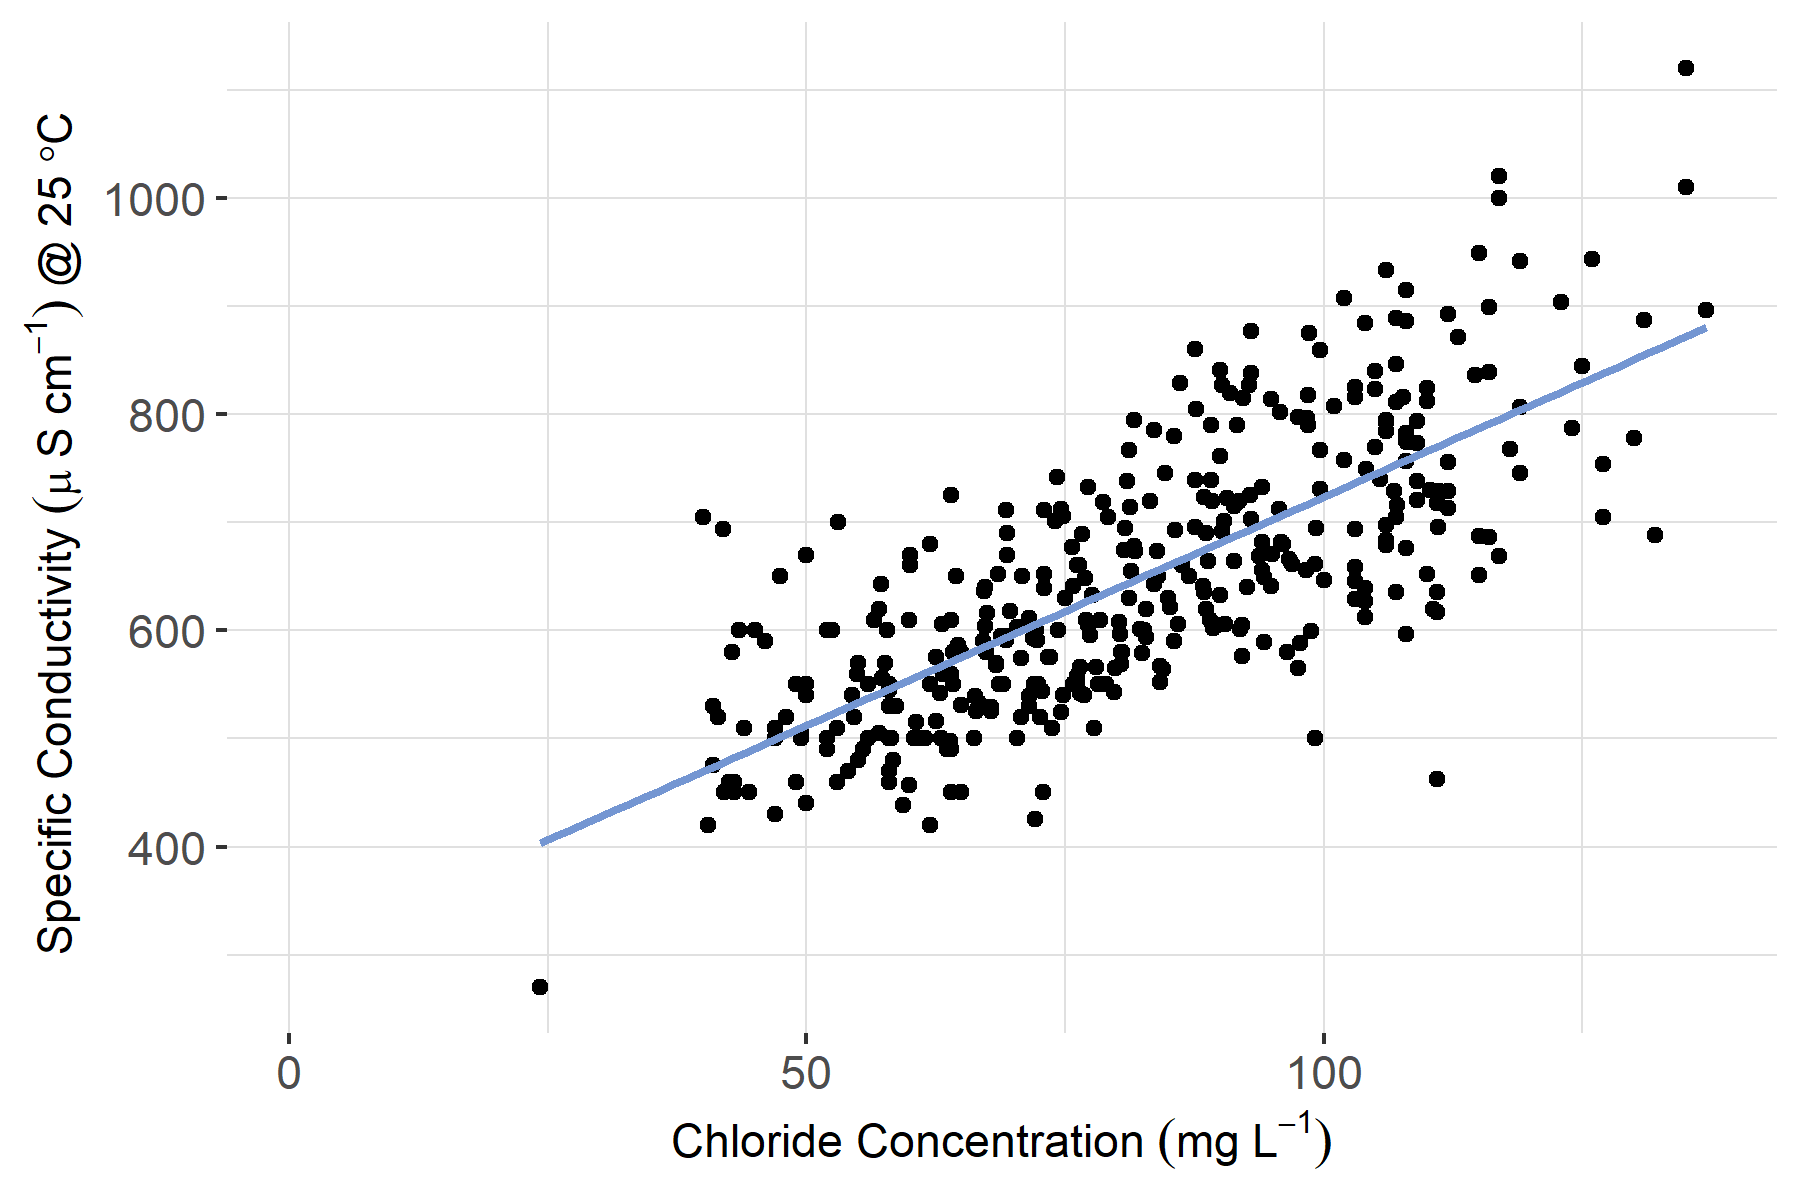 Specific Conductivity (μ S cm⁻¹) @ 25 °C
1000
800
600
400
0 50 100
Chloride Concentration (mg L⁻¹)